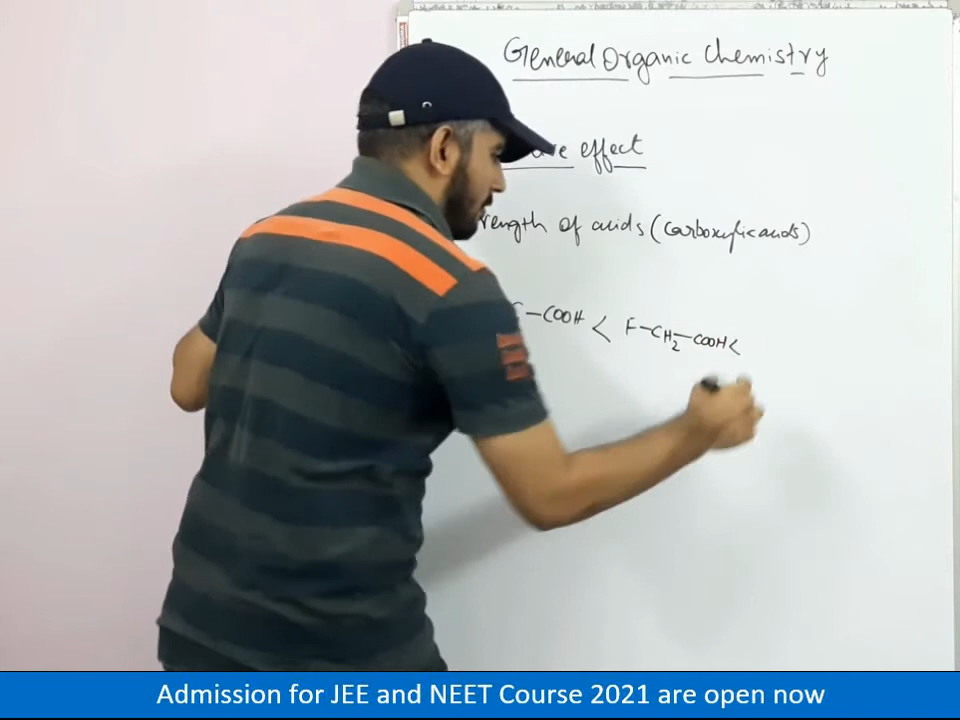 General Organic Chemistry
effect
of acids (Carboxylic acids)
-COOH < F-CH2-COOH <
Admission for JEE and NEET Course 2021 are open now